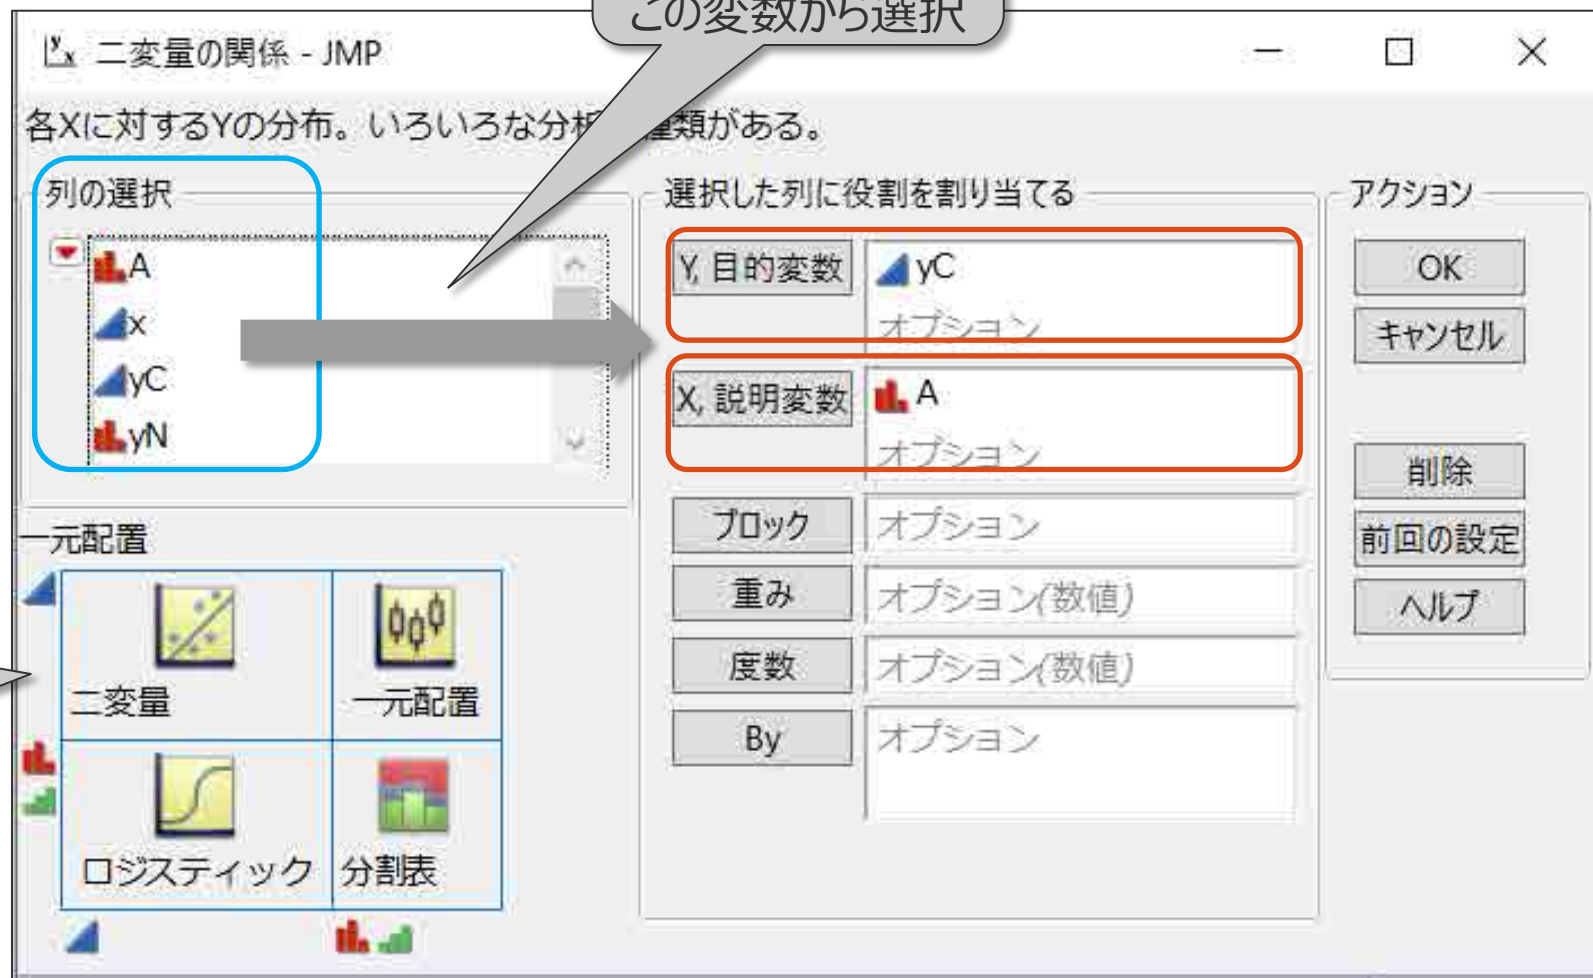 この変数から選択
二変量の関係 - JMP
各Xに対するYの分布。いろいろな分析
種類がある。
列の選択
A
x
yC
yN
選択した列に役割を割り当てる
Y, 目的変数
yC
オプション
X, 説明変数
A
オプション
ブロック
オプション
重み
オプション(数値)
度数
オプション(数値)
By
オプション
アクション
OK
キャンセル
削除
前回の設定
ヘルプ
一元配置
二変量
一元配置
ロジスティック
分割表